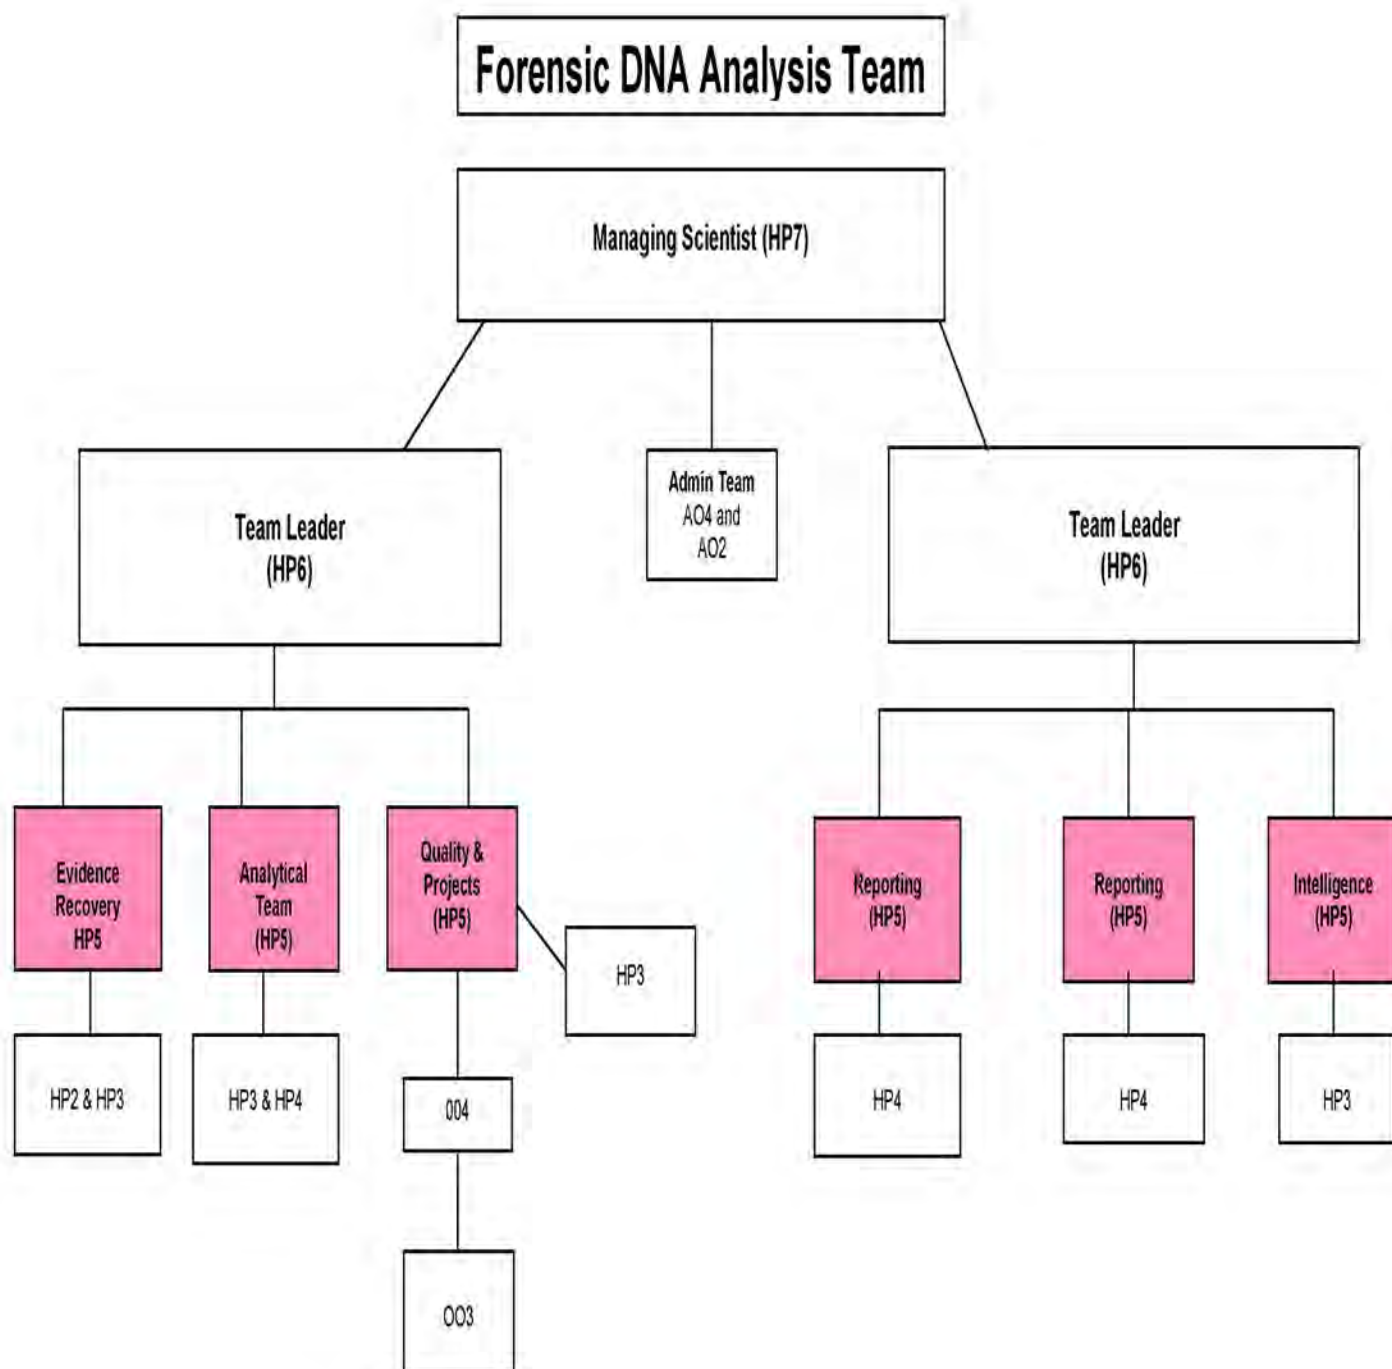 Forensic DNA Analysis Team
Managing Scientist (HP7)
Team Leader
(HP6)
Admin Team
AO4 and
AO2
Team Leader
(HP6)
Evidence
Recovery
HP5
Analytical
Team
(HP5)
Quality &
Projects
(HP5)
HP3
Reporting
(HP5)
Reporting
(HP5)
Intelligence
(HP5)
HP2 & HP3
HP3 & HP4
004
OO3
HP4
HP4
HP3